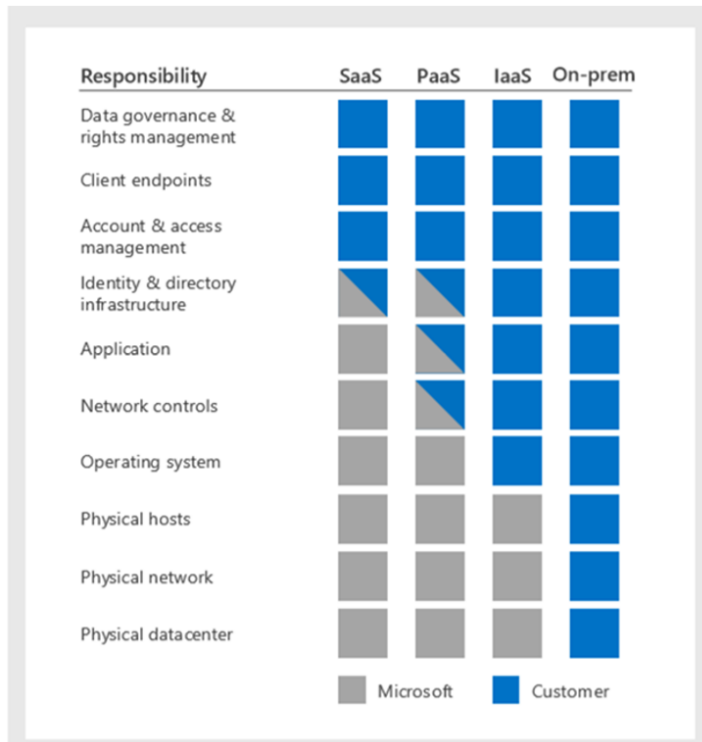 Responsibility SaaS PaaS IaaS On-prem
Data governance &
rights management
Client endpoints
Account & access
management
Identity & directory
infrastructure
Application
Network controls
Operating system
Physical hosts
Physical network
Physical datacenter
Microsoft Customer